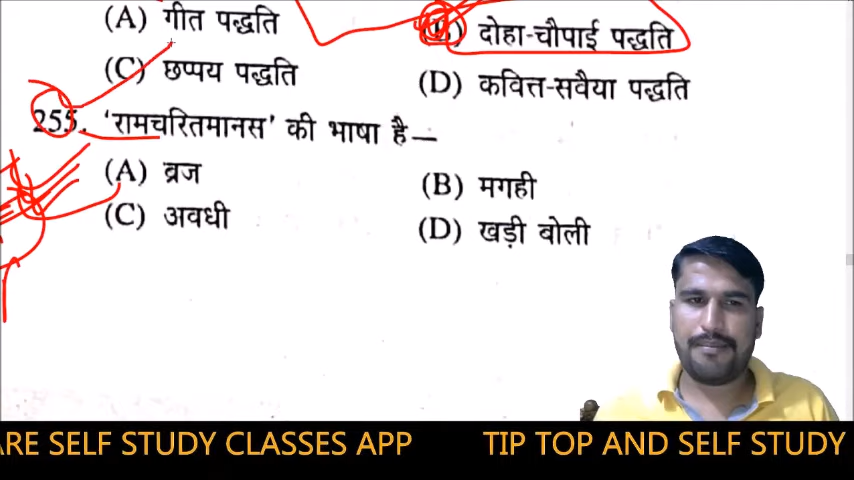 (A) गीत पद्धति
) दोहा-चौपाई पद्धति
(C) छप्पय पद्धति
(D) कवित्त-सवैया पद्धति
255. 'रामचरितमानस' की भाषा है—
(A) ब्रज
(B) मगही
(C) अवधी
(D) खड़ी बोली
ARE SELF STUDY CLASSES APP TIP TOP AND SELF STUDY